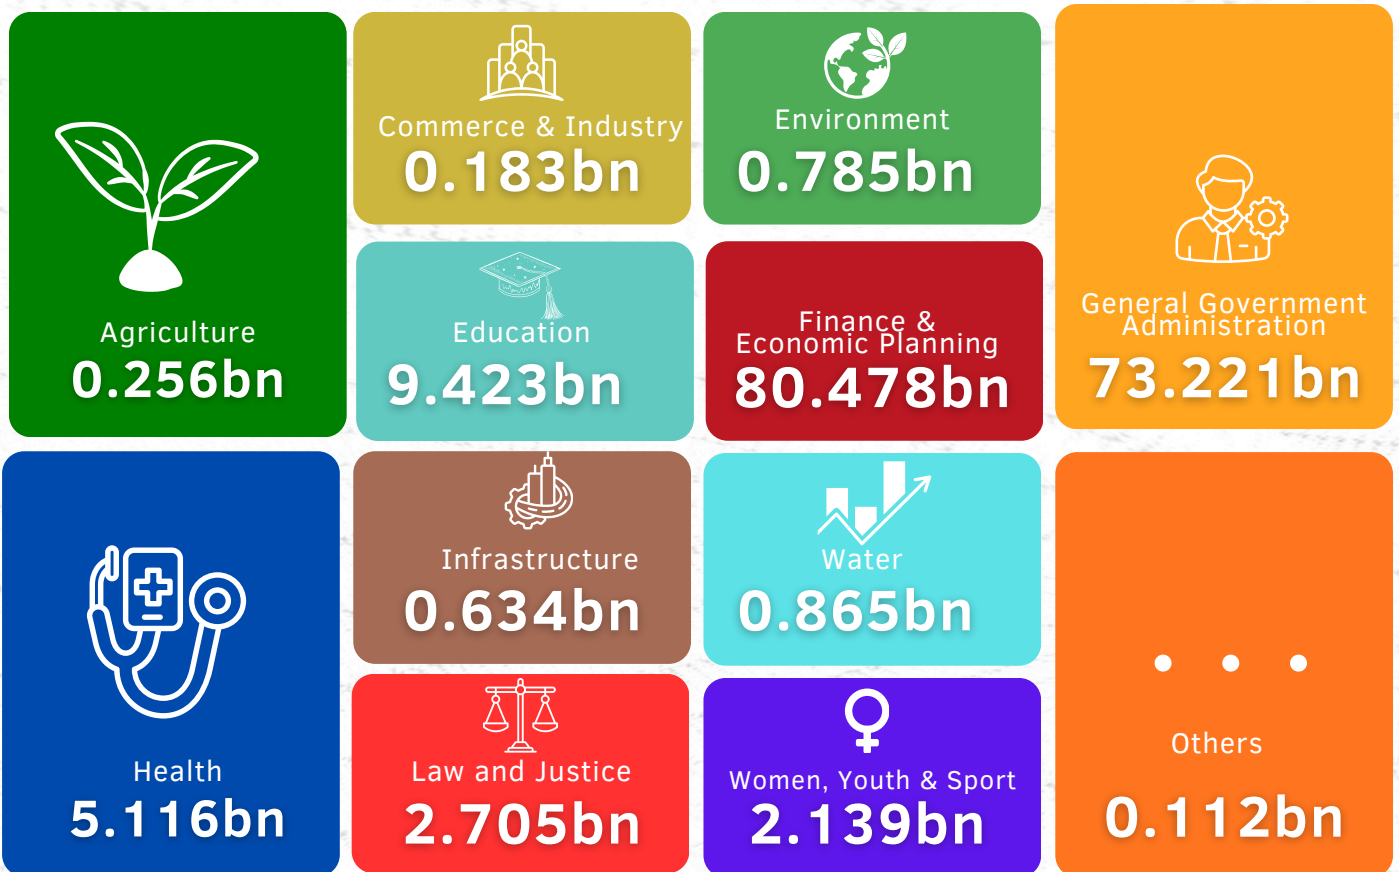 Agriculture
0.256bn
Commerce & Industry
0.183bn
Environment
0.785bn
General Government
Administration
73.221bn
Education
9.423bn
Finance &
Economic Planning
80.478bn
Health
5.116bn
Infrastructure
0.634bn
Water
0.865bn
Others
0.112bn
Law and Justice
2.705bn
Women, Youth & Sport
2.139bn